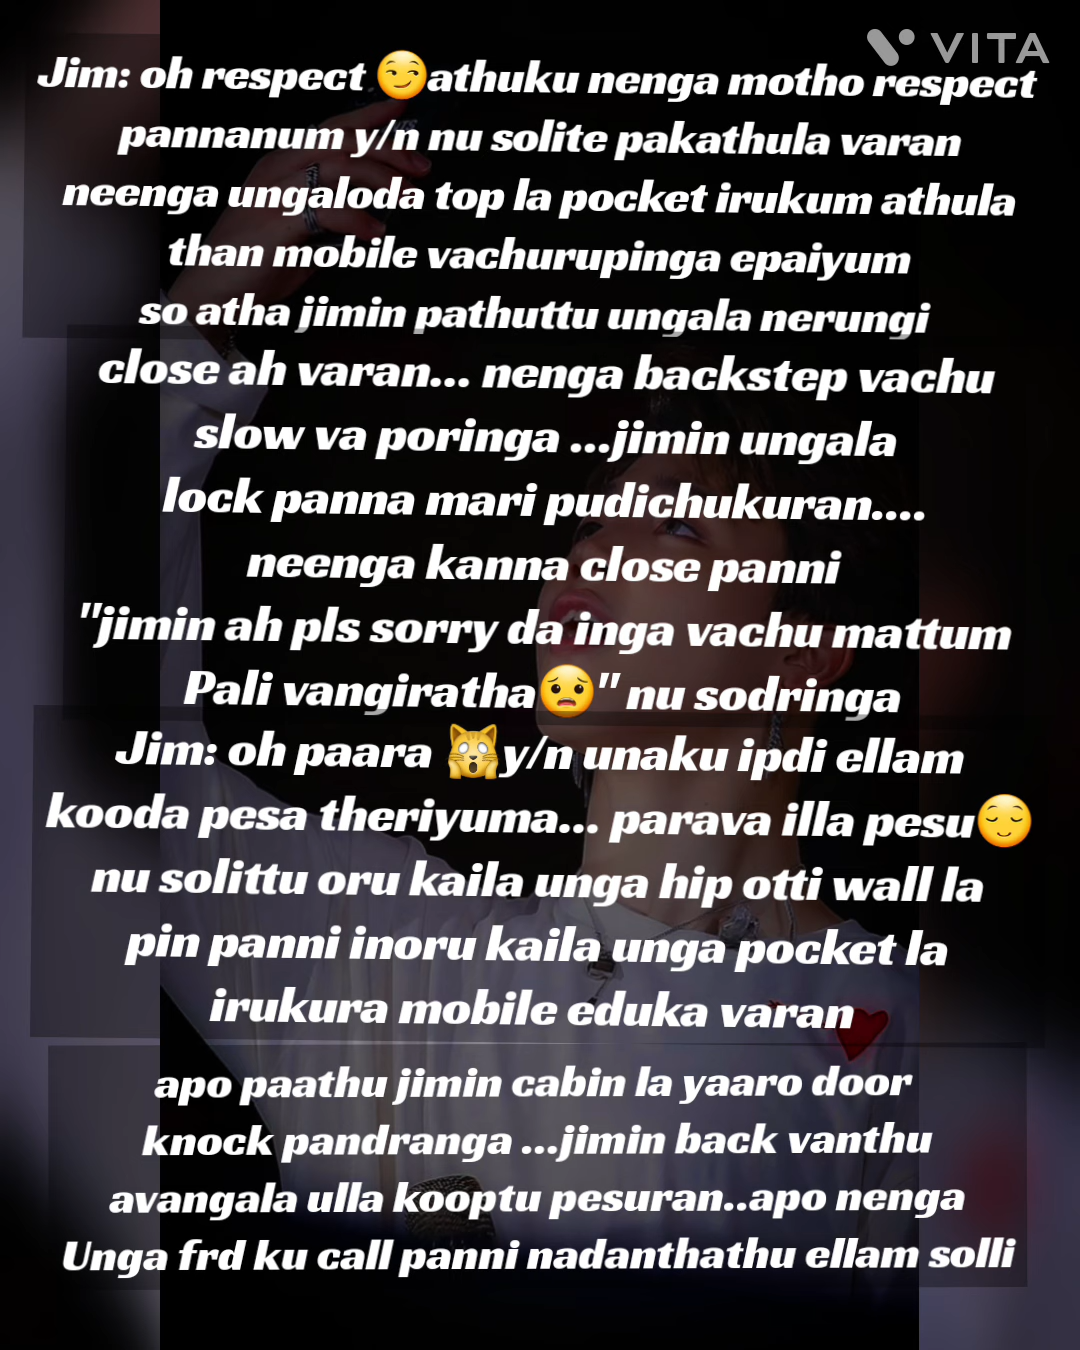 VITA
Jim: oh respect 😏athuku nenga motho respect
pannanum y/n nu solite pakathula varan
neenga ungaloda top la pocket irukum athula
than mobile vachurupinga epaiyum
so atha jimin pathuttu ungala nerungi
close ah varan... nenga backstep vachu
slow va poringa ...jimin ungala
lock panna mari pudichukuran....
neenga kanna close panni
"jimin ah pls sorry da inga vachu mattum
Pali vangiratha😟" nu sodringa
Jim: oh paara 🙀y/n unaku ipdi ellam
kooda pesa theriyuma... parava illa pesu😌
nu solittu oru kaila unga hip otti wall la
pin panni inoru kaila unga pocket la
irukura mobile eduka varan
apo paathu jimin cabin la yaaro door
knock pandranga ...jimin back vanthu
avangala ulla kooptu pesuran..apo nenga
Unga frd ku call panni nadanthathu ellam solli